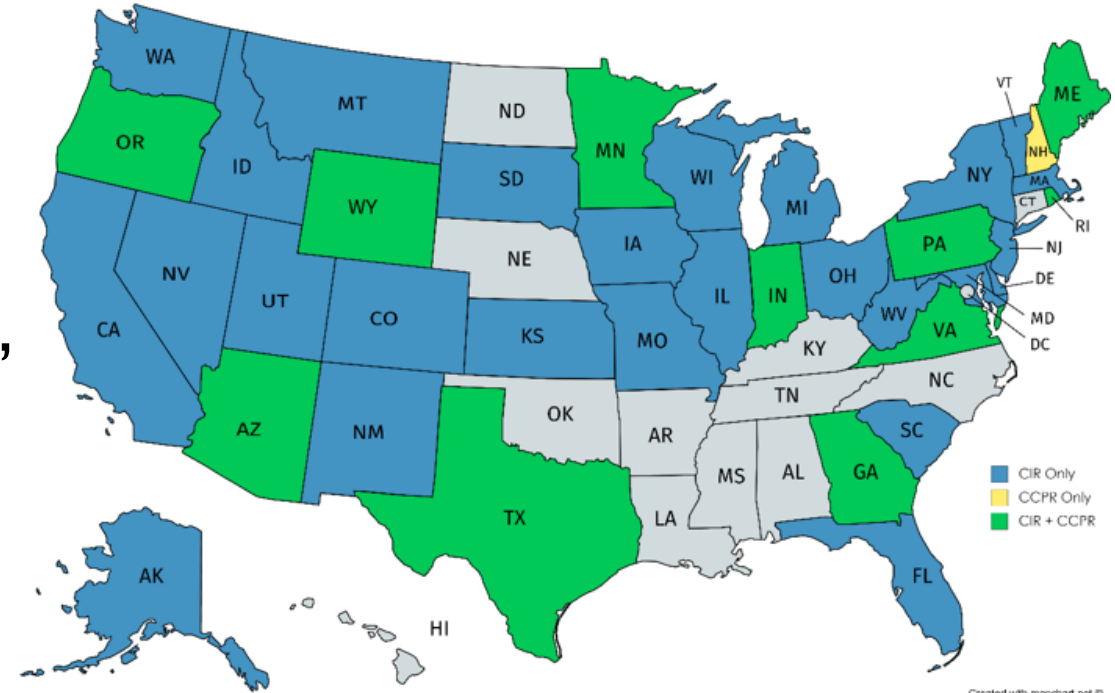 WA
MT
ND
MN
VT
ME
OR
ID
SD
WI
NY
NH
MA
CT
RI
WY
MI
PA
NJ
NE
IA
OH
DE
NV
UT
CO
IL
IN
WV
MD
CA
KS
MO
VA
DC
KY
,
NC
TN
AZ
NM
OK
AR
SC
MS
AL
GA
CIR Only
CCPR Only
CIR + CCPR
TX
LA
AK
FL
HI